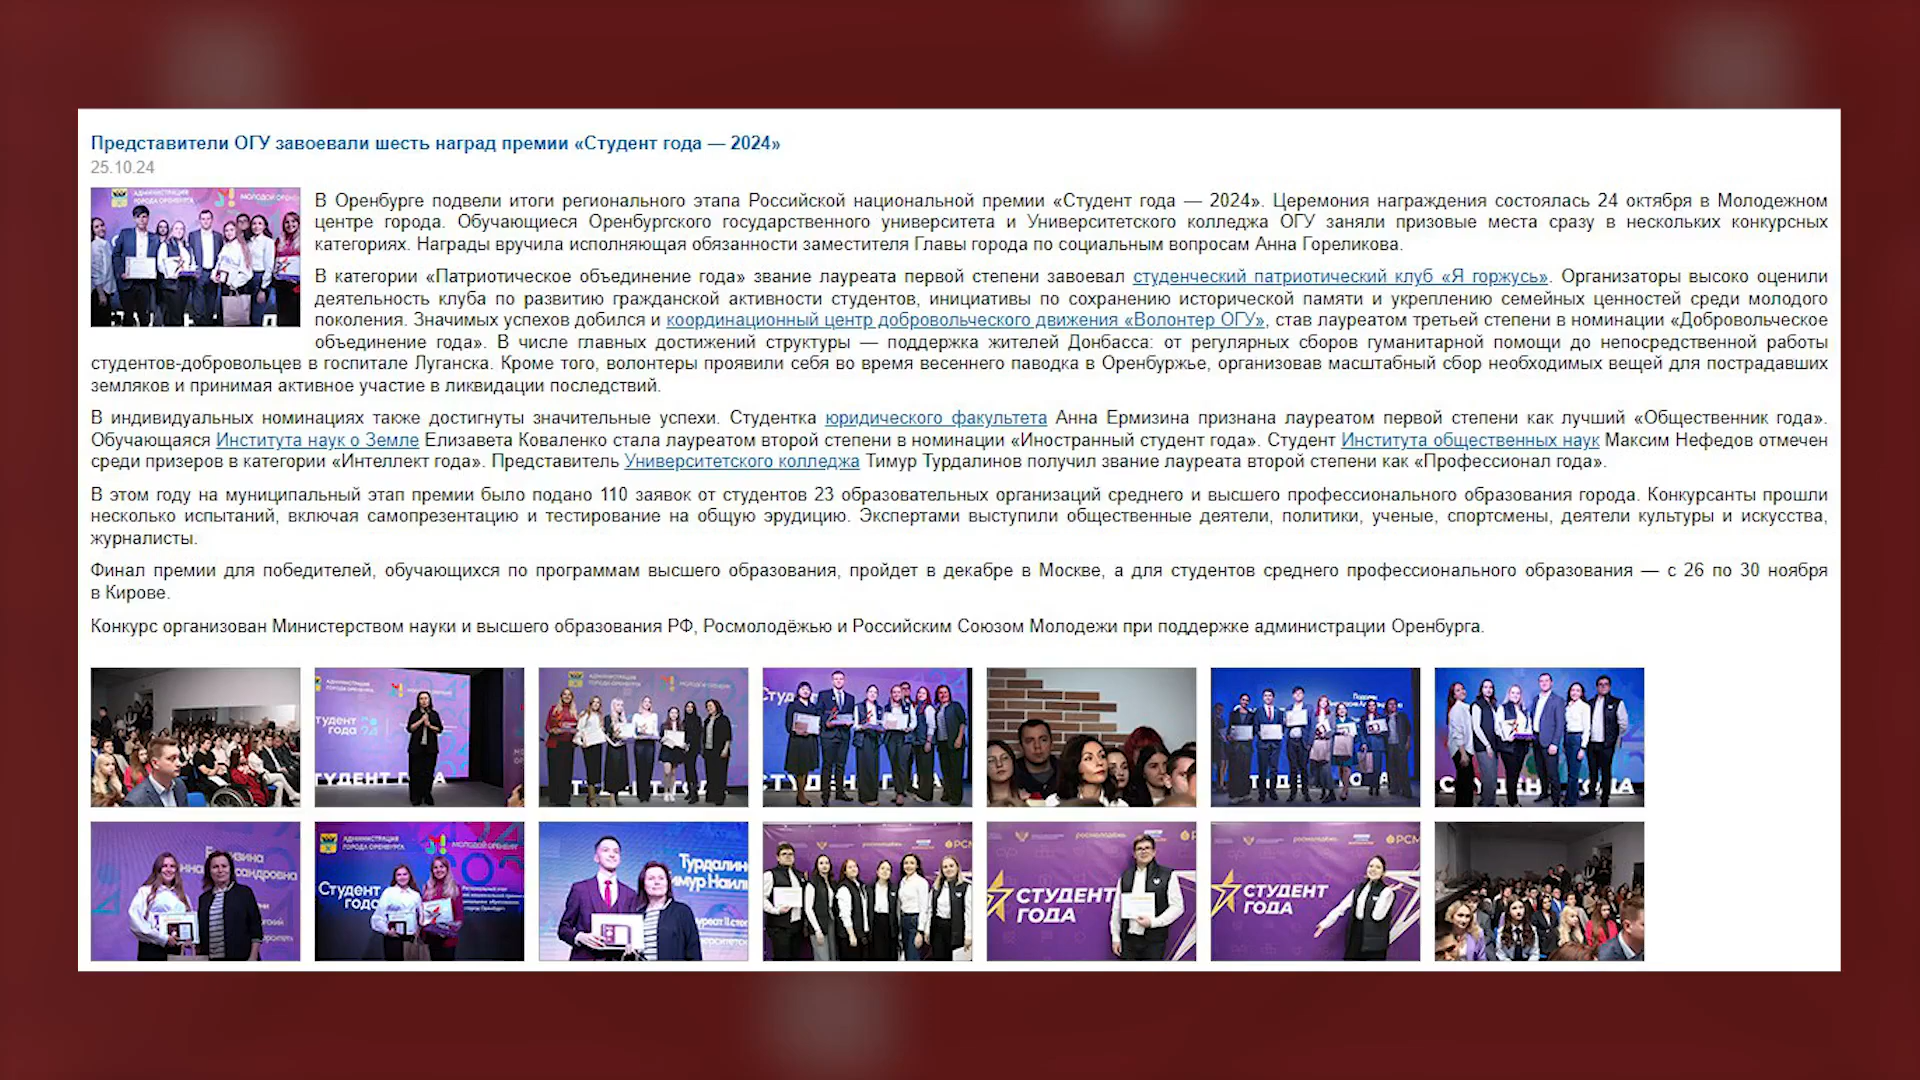 Представители ОГУ завоевали шесть наград премии «Студент года — 2024»
25.10.24
В Оренбурге подвели итоги регионального этапа Российской национальной премии «Студент года — 2024». Церемония награждения состоялась 24 октября в Молодежном
центре города. Обучающиеся Оренбургского государственного университета и Университетского колледжа ОГУ заняли призовые места сразу в нескольких конкурсных
категориях. Награды вручила исполняющая обязанности заместителя Главы города по социальным вопросам Анна Гореликова.
В категории «Патриотическое объединение года» звание лауреата первой степени завоевал студенческий патриотический клуб «Я горжусь». Организаторы высоко оценили
деятельность клуба по развитию гражданской активности студентов, инициативы по сохранению исторической памяти и укреплению семейных ценностей среди молодого
поколения. Значимых успехов добился и координационный центр добровольческого движения «Волонтер ОГУ», став лауреатом третьей степени в номинации «Добровольческое
объединение года». В числе главных достижений структуры — поддержка жителей Донбасса: от регулярных сборов гуманитарной помощи до непосредственной работы
студентов-добровольцев в госпитале Луганска. Кроме того, волонтеры проявили себя во время весеннего паводка в Оренбуржье, организовав масштабный сбор необходимых вещей для пострадавших
земляков и принимая активное участие в ликвидации последствий.
В индивидуальных номинациях также достигнуты значительные успехи. Студентка юридического факультета Анна Ермизина признана лауреатом первой степени как лучший «Общественник года».
Обучающаяся Института наук о Земле Елизавета Коваленко стала лауреатом второй степени в номинации «Иностранный студент года». Студент Института общественных наук Максим Нефедов отмечен
среди призеров в категории «Интеллект года». Представитель Университетского колледжа Тимур Турдалинов получил звание лауреата второй степени как «Профессионал года».
В этом году на муниципальный этап премии было подано 110 заявок от студентов 23 образовательных организаций среднего и высшего профессионального образования города. Конкурсанты прошли
несколько испытаний, включая самопрезентацию и тестирование на общую эрудицию. Экспертами выступили общественные деятели, политики, ученые, спортсмены, деятели культуры и искусства,
журналисты.
Финал премии для победителей, обучающихся по программам высшего образования, пройдет в декабре в Москве, а для студентов среднего профессионального образования — с 26 по 30 ноября
в Кирове.
Конкурс организован Министерством науки и высшего образования РФ, Росмолодёжью и Российским Союзом Молодежи при поддержке администрации Оренбурга.
АДМИНИСТРАЦИЯ
ГОРОДА ОРЕНБУРГА
СТУДЕНТ
ГОДА
СТУДЕНТ
ГОДА